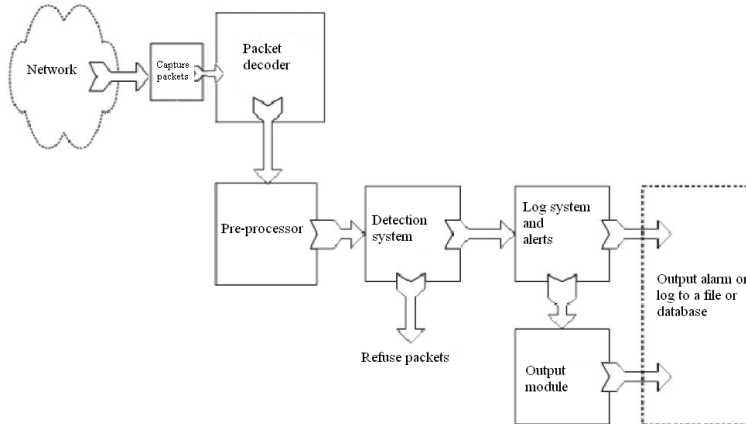 Network
Capture
packets
Packet
decoder
Pre-processor
Detection
system
Log system
and
alerts
Refuse packets
Output
module
Output alarm or
log to a file or
database